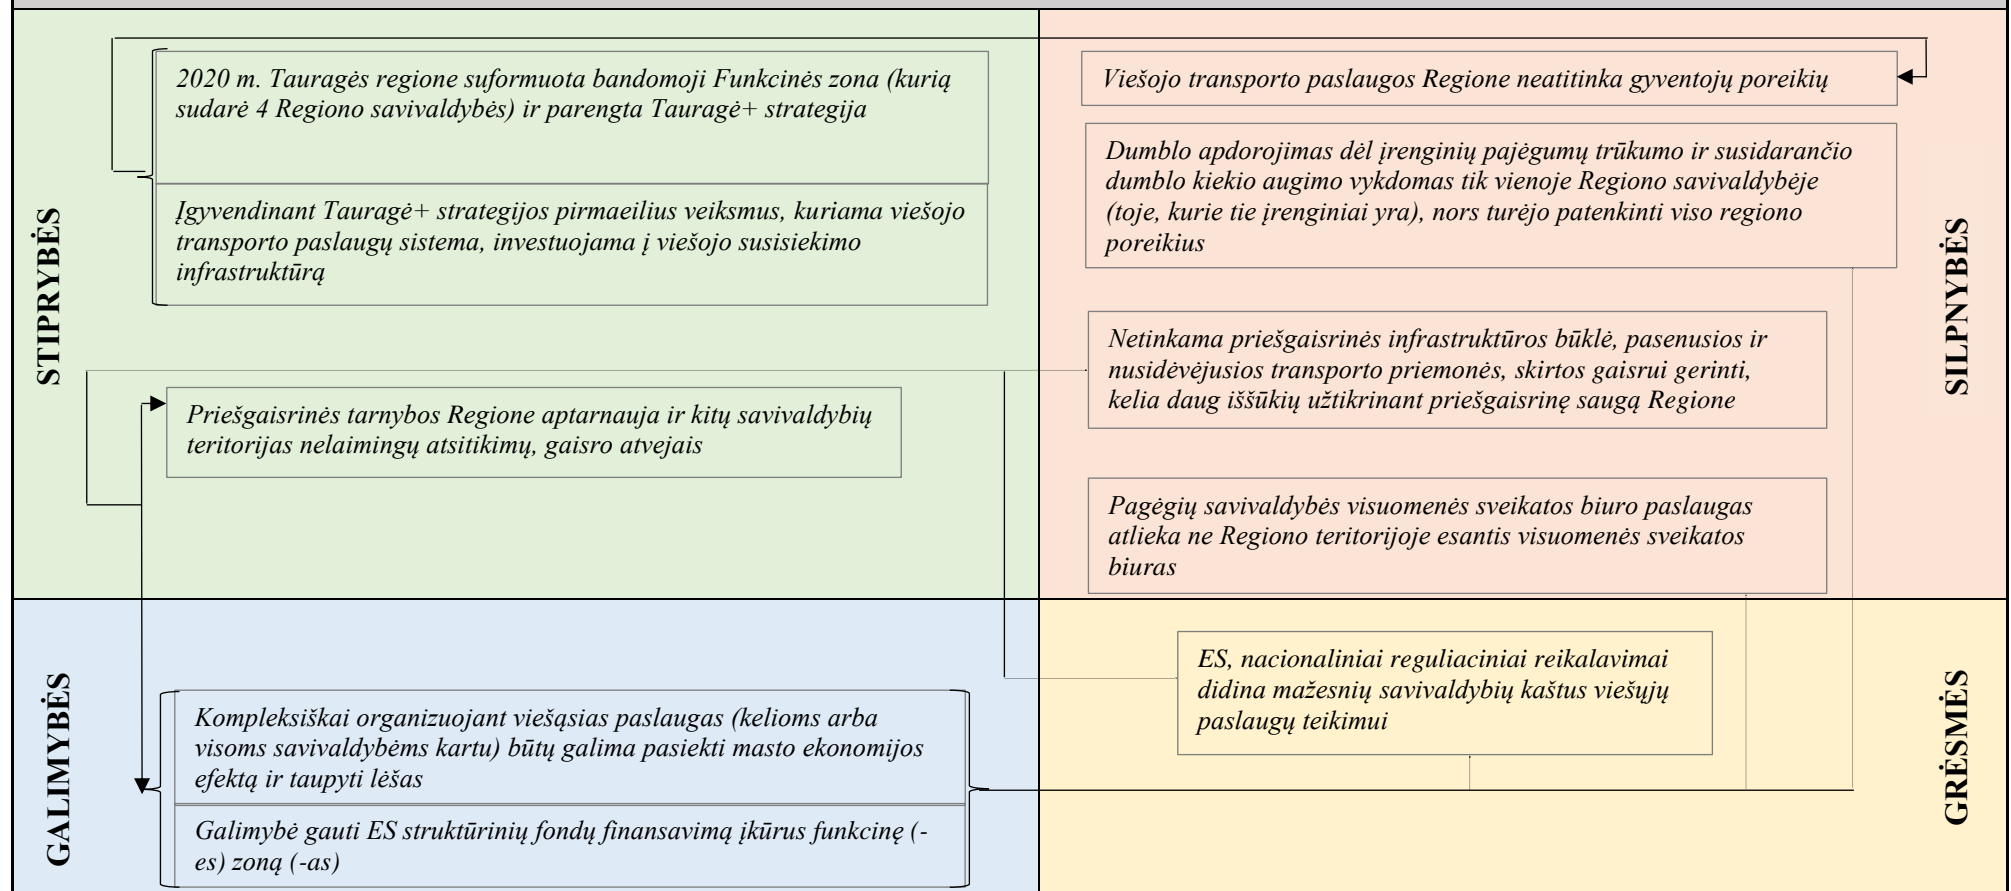 STIPRYBĖS
2020 m. Tauragės regione suformuota bandomoji Funkcinės zona (kurią
sudarė 4 Regiono savivaldybės) ir parengta Tauragė+ strategija
Įgyvendinant Tauragė+ strategijos pirmaeilius veiksmus, kuriama viešojo
transporto paslaugų sistema, investuojama į viešojo susisiekimo
infrastruktūrą
Priešgaisrinės tarnybos Regione aptarnauja ir kitų savivaldybių
teritorijas nelaimingų atsitikimų, gaisro atvejais
SILPNYBĖS
Viešojo transporto paslaugos Regione neatitinka gyventojų poreikių
Dumblo apdorojimas dėl įrenginių pajėgumų trūkumo ir susidarančio
dumblo kiekio augimo vykdomas tik vienoje Regiono savivaldybėje
(toje, kurie tie įrenginiai yra), nors turėjo patenkinti viso regiono
poreikius
Netinkama priešgaisrinės infrastruktūros būklė, pasenusios ir
nusidėvėjusios transporto priemonės, skirtos gaisrui gerinti,
kelia daug iššūkių užtikrinant priešgaisrinę saugą Regione
Pagėgių savivaldybės visuomenės sveikatos biuro paslaugas
atlieka ne Regiono teritorijoje esantis visuomenės sveikatos
biuras
GALIMYBĖS
Kompleksiškai organizuojant viešąsias paslaugas (kelioms arba
visoms savivaldybėms kartu) būtų galima pasiekti masto ekonomijos
efektą ir taupyti lėšas
Galimybė gauti ES struktūrinių fondų finansavimą įkūrus funkcinę (-
es) zoną (-as)
GRĖSMĖS
ES, nacionaliniai reguliaciniai reikalavimai
didina mažesnių savivaldybių kaštus viešųjų
paslaugų teikimui